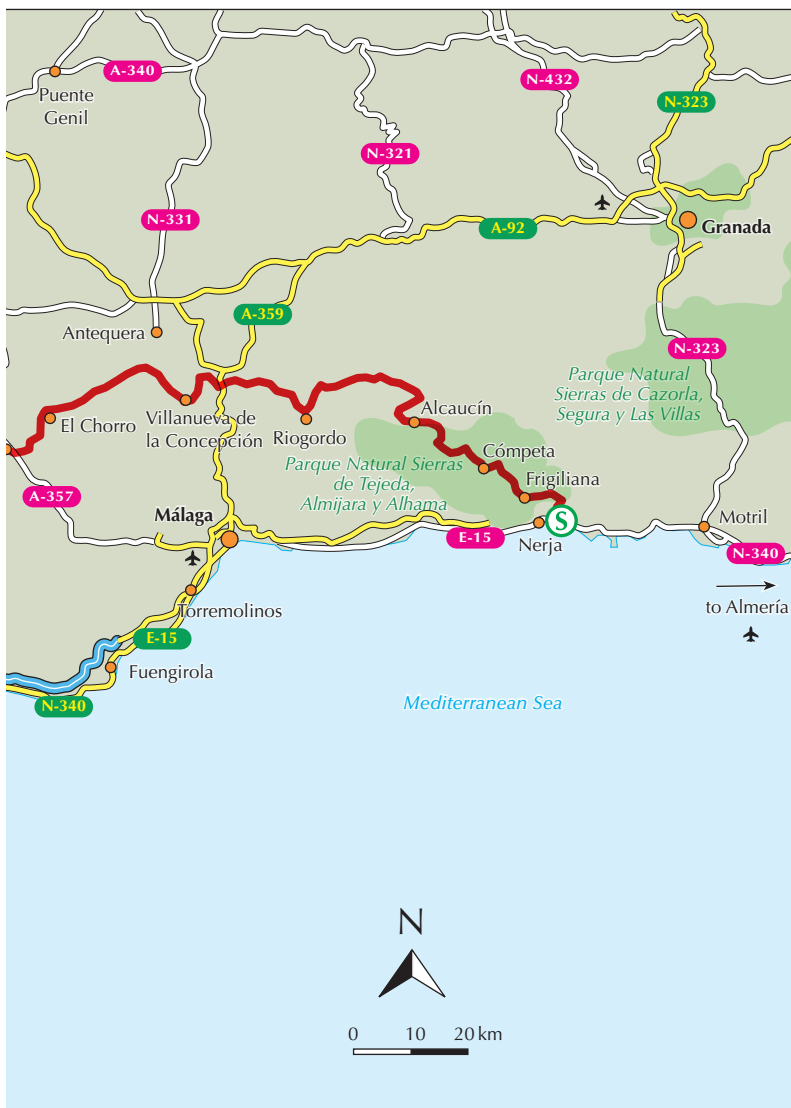 A-340
Puente
Genil
N-432
N-323
N-321
N-331
Granada
A-92
A-359
Antequera
N-323
Parque Natural
Sierras de Cazorla,
Segura y Las Villas
El Chorro
Villanueva de
la Concepción
Riogordo
Alcaucín
Cómpeta
Parque Natural Sierras
de Tejeda,
Almijara y Alhama
Frigiliana
A-357
Málaga
S
E-15
Nerja
Motril
N-340
to Almería
Torremolinos
E-15
Fuengirola
N-340
Mediterranean Sea
N
0 10 20 km